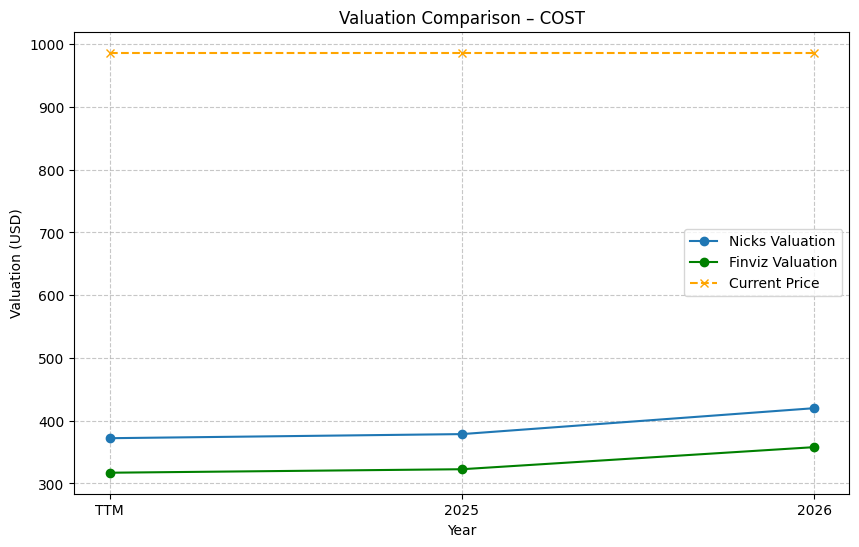 Valuation Comparison – COST
Valuation (USD)
1000
900
800
700
600
500
400
300
Nicks Valuation
Finviz Valuation
Current Price
TTM
2025
2026
Year